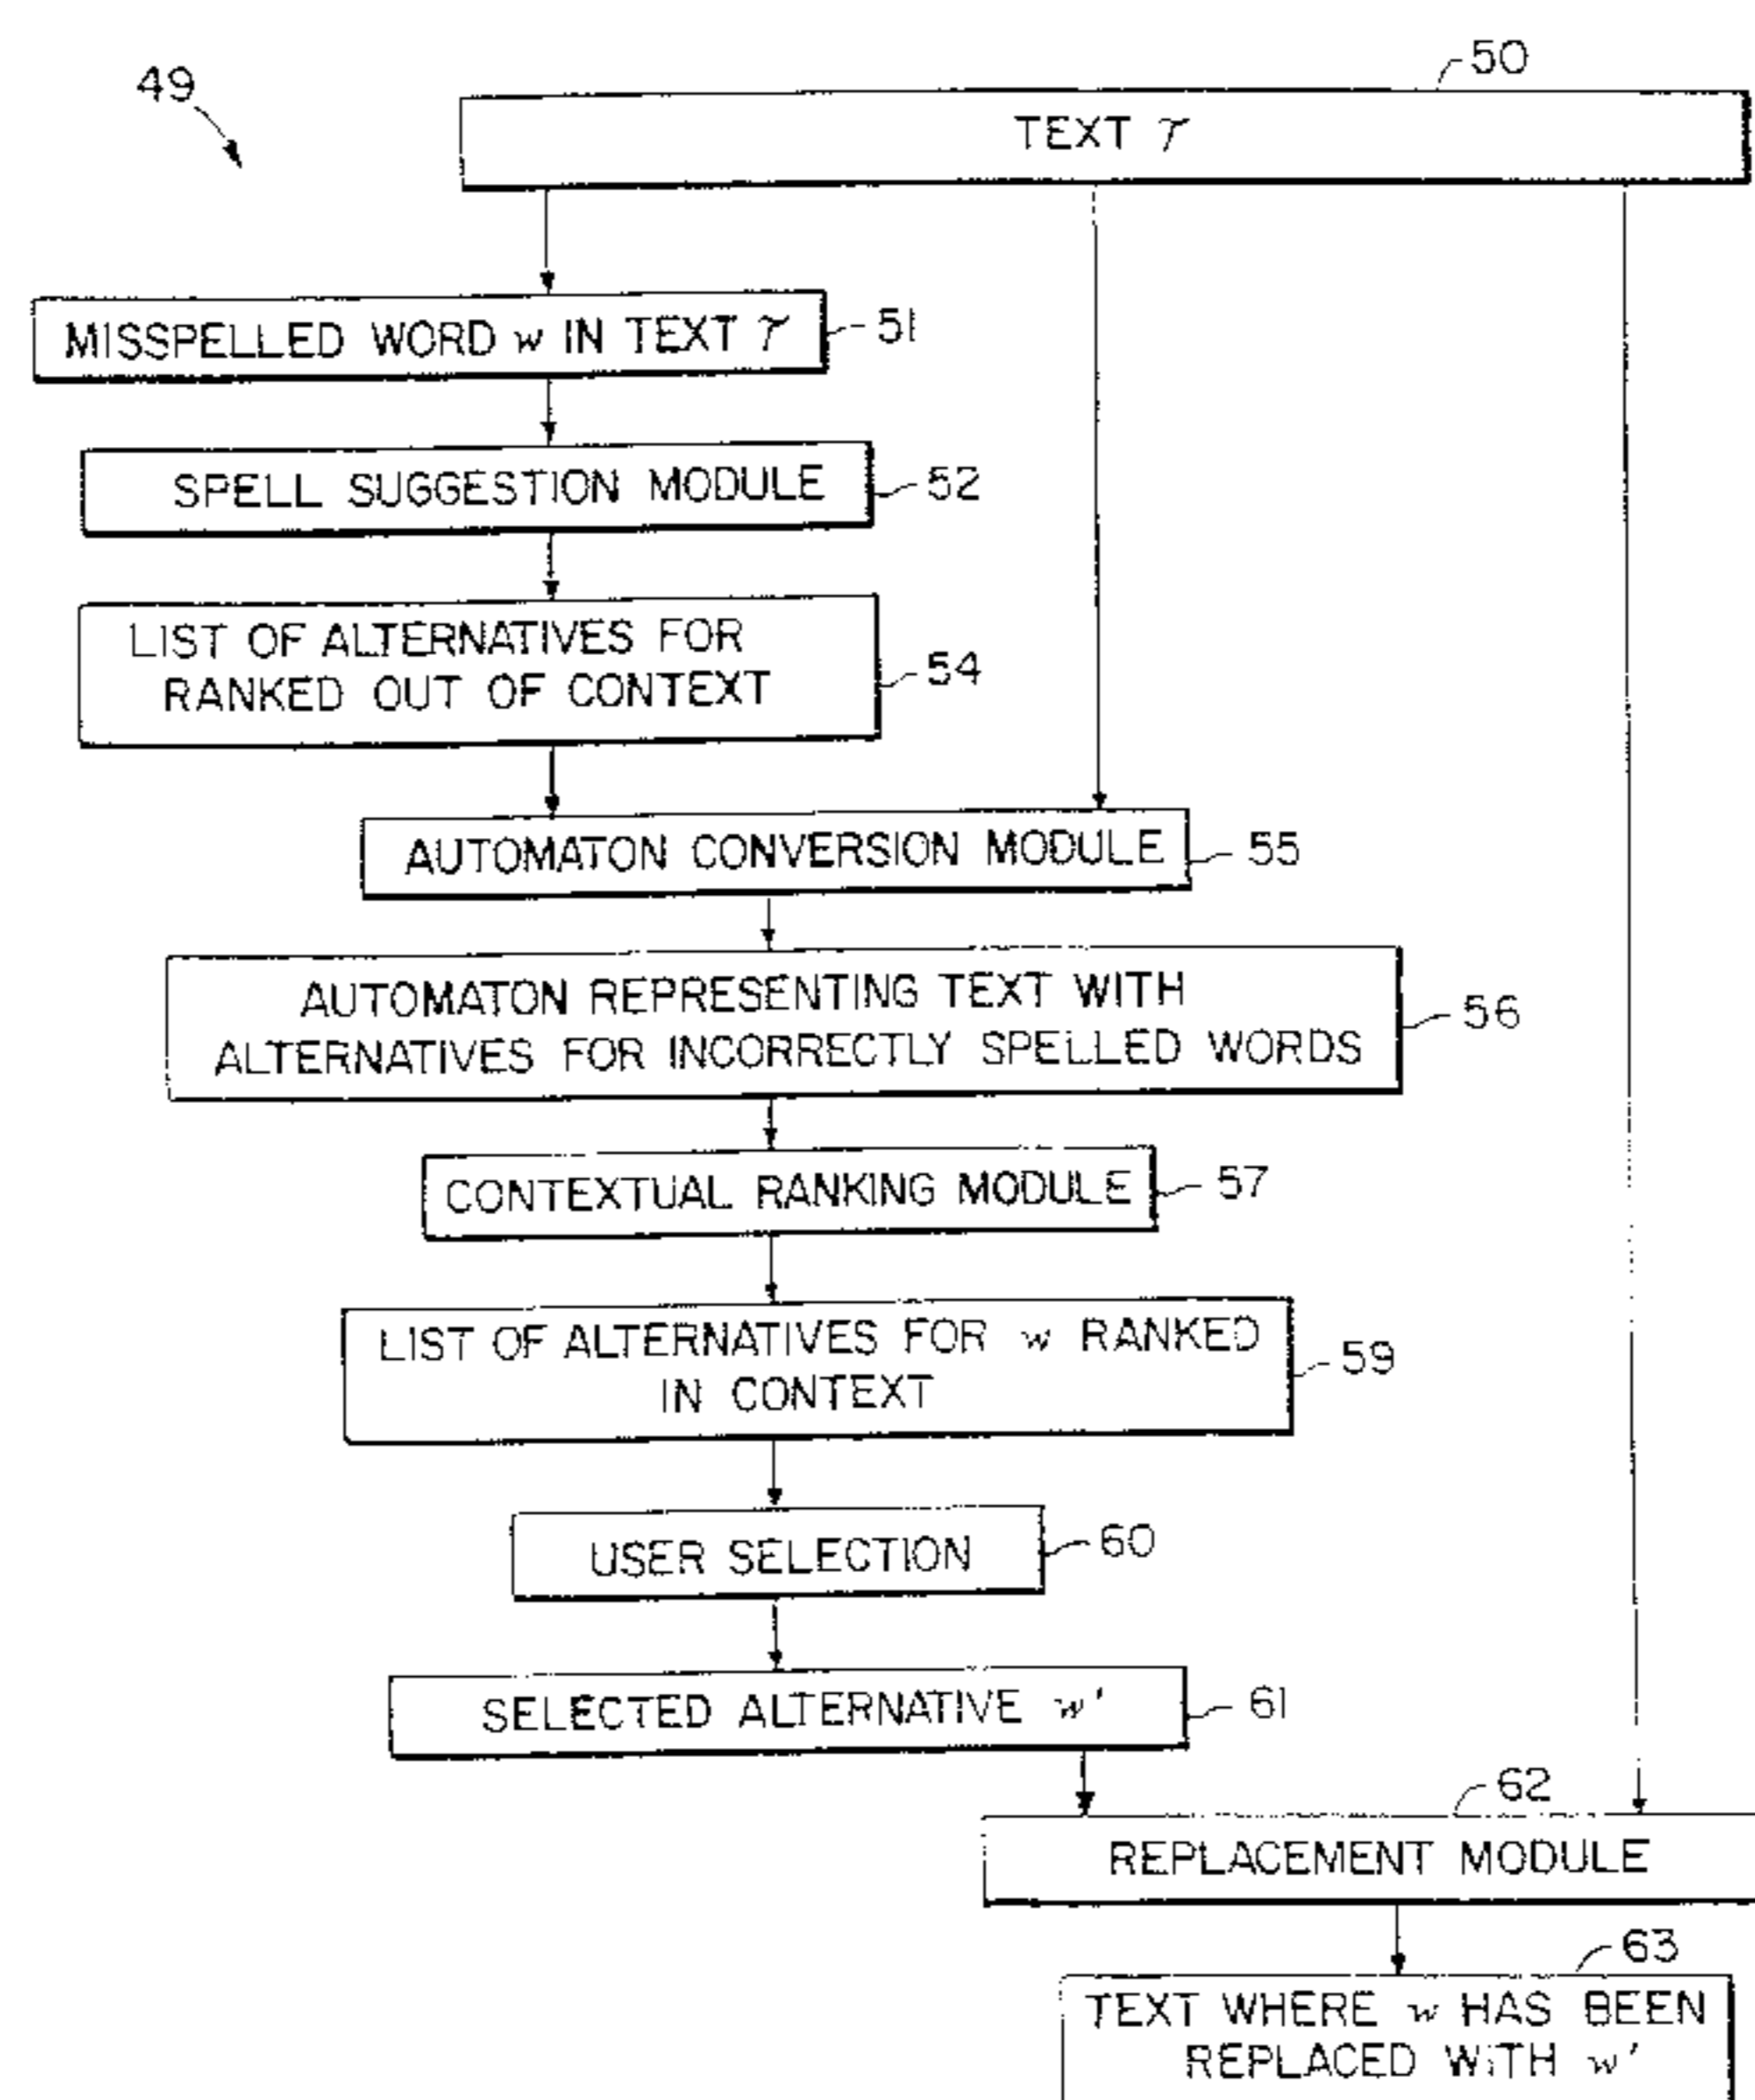 49
50
TEXT T
MISSPELLED WORD w IN TEXT T
51
SPELL SUGGESTION MODULE
52
LIST OF ALTERNATIVES FOR
RANKED OUT OF CONTEXT
54
AUTOMATON CONVERSION MODULE
55
AUTOMATON REPRESENTING TEXT WITH
ALTERNATIVES FOR INCORRECTLY SPELLED WORDS
56
CONTEXTUAL RANKING MODULE
57
LIST OF ALTERNATIVES FOR w RANKED
IN CONTEXT
59
USER SELECTION
60
SELECTED ALTERNATIVE w'
61
62
REPLACEMENT MODULE
63
TEXT WHERE w HAS BEEN
REPLACED WITH w'